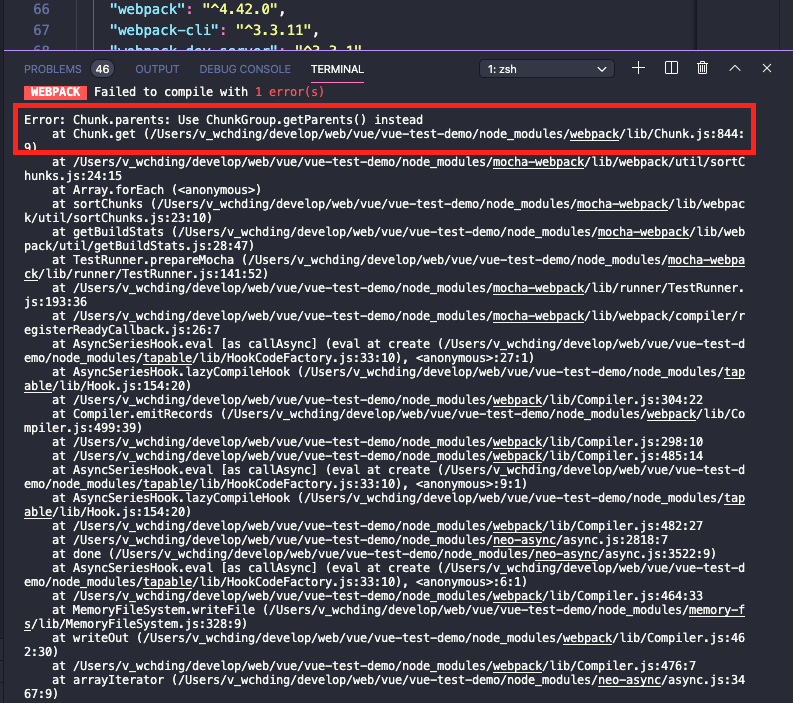 66 "webpack": "^4.42.0",
67 "webpack-cli": "^3.3.11",
68 "webpack-dev-server": "^3.3.1"
PROBLEMS 46 OUTPUT DEBUG CONSOLE TERMINAL 1: zsh
WEBPACK Failed to compile with 1 error(s)
Error: Chunk.parents: Use ChunkGroup.getParents() instead
at Chunk.get (/Users/v_wchding/develop/web/vue/vue-test-demo/node_modules/webpack/lib/Chunk.js:844:
9)
at /Users/v_wchding/develop/web/vue/vue-test-demo/node_modules/mocha-webpack/lib/webpack/util/sortC
hunks.js:24:15
at Array.forEach (<anonymous>)
at sortChunks (/Users/v_wchding/develop/web/vue/vue-test-demo/node_modules/mocha-webpack/lib/webpac
k/util/sortChunks.js:23:10)
at getBuildStats (/Users/v_wchding/develop/web/vue/vue-test-demo/node_modules/mocha-webpack/lib/web
pack/util/getBuildStats.js:28:47)
at TestRunner.prepareMocha (/Users/v_wchding/develop/web/vue/vue-test-demo/node_modules/mocha-webpa
ck/lib/runner/TestRunner.js:141:52)
at /Users/v_wchding/develop/web/vue/vue-test-demo/node_modules/mocha-webpack/lib/runner/TestRunner.
js:193:36
at /Users/v_wchding/develop/web/vue/vue-test-demo/node_modules/mocha-webpack/lib/webpack/compiler/r
egisterReadyCallback.js:26:7
at AsyncSeriesHook.eval [as callAsync] (eval at create (/Users/v_wchding/develop/web/vue/vue-test-d
emo/node_modules/tapable/lib/HookCodeFactory.js:33:10), <anonymous>:27:1)
at AsyncSeriesHook.lazyCompileHook (/Users/v_wchding/develop/web/vue/vue-test-demo/node_modules/tap
able/lib/Hook.js:154:20)
at /Users/v_wchding/develop/web/vue/vue-test-demo/node_modules/webpack/lib/Compiler.js:304:22
at Compiler.emitRecords (/Users/v_wchding/develop/web/vue/vue-test-demo/node_modules/webpack/lib/Co
mpiler.js:499:39)
at /Users/v_wchding/develop/web/vue/vue-test-demo/node_modules/webpack/lib/Compiler.js:298:10
at /Users/v_wchding/develop/web/vue/vue-test-demo/node_modules/webpack/lib/Compiler.js:485:14
at AsyncSeriesHook.eval [as callAsync] (eval at create (/Users/v_wchding/develop/web/vue/vue-test-d
emo/node_modules/tapable/lib/HookCodeFactory.js:33:10), <anonymous>:9:1)
at AsyncSeriesHook.lazyCompileHook (/Users/v_wchding/develop/web/vue/vue-test-demo/node_modules/tap
able/lib/Hook.js:154:20)
at /Users/v_wchding/develop/web/vue/vue-test-demo/node_modules/webpack/lib/Compiler.js:482:27
at /Users/v_wchding/develop/web/vue/vue-test-demo/node_modules/neo-async/async.js:2818:7
at done (/Users/v_wchding/develop/web/vue/vue-test-demo/node_modules/neo-async/async.js:3522:9)
at AsyncSeriesHook.eval [as callAsync] (eval at create (/Users/v_wchding/develop/web/vue/vue-test-d
emo/node_modules/tapable/lib/HookCodeFactory.js:33:10), <anonymous>:6:1)
at /Users/v_wchding/develop/web/vue/vue-test-demo/node_modules/webpack/lib/Compiler.js:464:33
at MemoryFileSystem.writeFile (/Users/v_wchding/develop/web/vue/vue-test-demo/node_modules/memory-f
s/lib/MemoryFileSystem.js:328:9)
at writeOut (/Users/v_wchding/develop/web/vue/vue-test-demo/node_modules/webpack/lib/Compiler.js:46
2:30)
at /Users/v_wchding/develop/web/vue/vue-test-demo/node_modules/webpack/lib/Compiler.js:476:7
at arrayIterator (/Users/v_wchding/develop/web/vue/vue-test-demo/node_modules/neo-async/async.js:34
67:9)